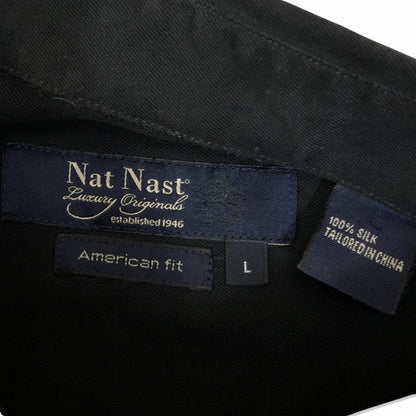 Nat Nast®
Luxury Originals
established 1946
American fit
L
100% SILK
TAILORED IN CHINA